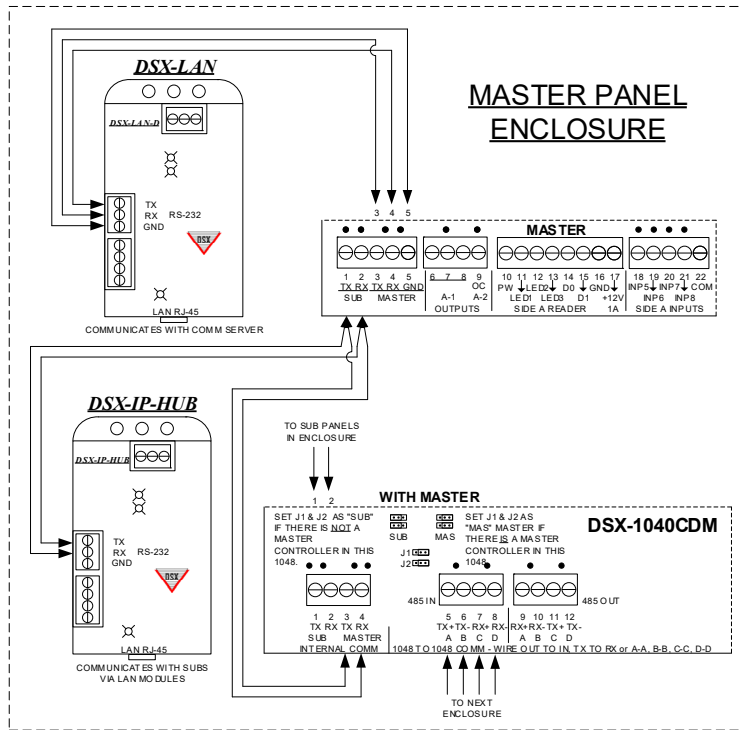 DSX-LAN
MASTER PANEL
ENCLOSURE
DSX-LAN-D
TX
RX RS-232
GND
DSX
LAN RJ-45
COMMUNICATES WITH COMM SERVER
3 4 5
MASTER
1 2 3 4 5 6 7 8 9 10 11 12 13 14 15 16 17 18 19 20 21 22
TX RX TX RX GND OC PW LED2 D0 GND INP5 INP7 COM
SUB MASTER A-1 A-2 LED1 LED3 D1 +12V INP6 INP8
OUTPUTS SIDE A READER 1A SIDE A INPUTS
DSX-IP-HUB
DSX-IP-HUB
TX
RX RS-232
GND
DSX
LAN RJ-45
COMMUNICATES WITH SUBS
VIA LAN MODULES
TO SUB PANELS
IN ENCLOSURE
1 2
WITH MASTER
SET J1 & J2 AS "SUB"
IF THERE IS NOT A
MASTER
CONTROLLER IN THIS
1048.
SUB MAS
SET J1 & J2 AS
"MAS" MASTER IF
THERE IS A MASTER
CONTROLLER IN THIS
1048
DSX-1040CDM
J1
J2
485 IN 485 OUT
1 2 3 4 5 6 7 8 9 10 11 12
TX RX TX RX TX+ TX- RX+ RX- RX+ RX- TX+ TX-
SUB MASTER A B C D A B C D
INTERNAL COMM 1048 TO 1048 COMM - WIRE OUT TO IN, TX TO RX or A-A, B-B, C-C, D-D
TO NEXT
ENCLOSURE